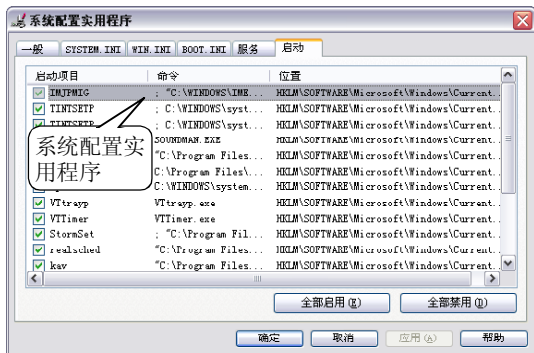 系统配置实用程序
一般 SYSTEM.INI WIN.INI BOOT.INI 服务 启动
启动项目 命令 位置
IMJPMIG ; "C:\WINDOWS\IME... HKLM\SOFTWARE\Microsoft\Windows\Current...
TINTSETP ; C:\WINDOWS\syst... HKLM\SOFTWARE\Microsoft\Windows\Current...
TINTSETP ; C:\WINDOWS\syst... HKLM\SOFTWARE\Microsoft\Windows\Current...
SOUNDMAN.EXE HKLM\SOFTWARE\Microsoft\Windows\Current...
"C:\Program Files... HKLM\SOFTWARE\Microsoft\Windows\Current...
C:\Program Files\... HKLM\SOFTWARE\Microsoft\Windows\Current...
C:\WINDOWS\system... HKLM\SOFTWARE\Microsoft\Windows\Current...
VTtrayp VTtrayp.exe HKLM\SOFTWARE\Microsoft\Windows\Current...
VTTimer VTTimer.exe HKLM\SOFTWARE\Microsoft\Windows\Current...
StormSet ; "C:\Program Fil... HKLM\SOFTWARE\Microsoft\Windows\Current...
realsched "C:\Program Files... HKLM\SOFTWARE\Microsoft\Windows\Current...
kav "C:\Program Files... HKLM\SOFTWARE\Microsoft\Windows\Current...
系统配置实
用程序
全部启用(E) 全部禁用(D)
确定 取消 应用(A) 帮助